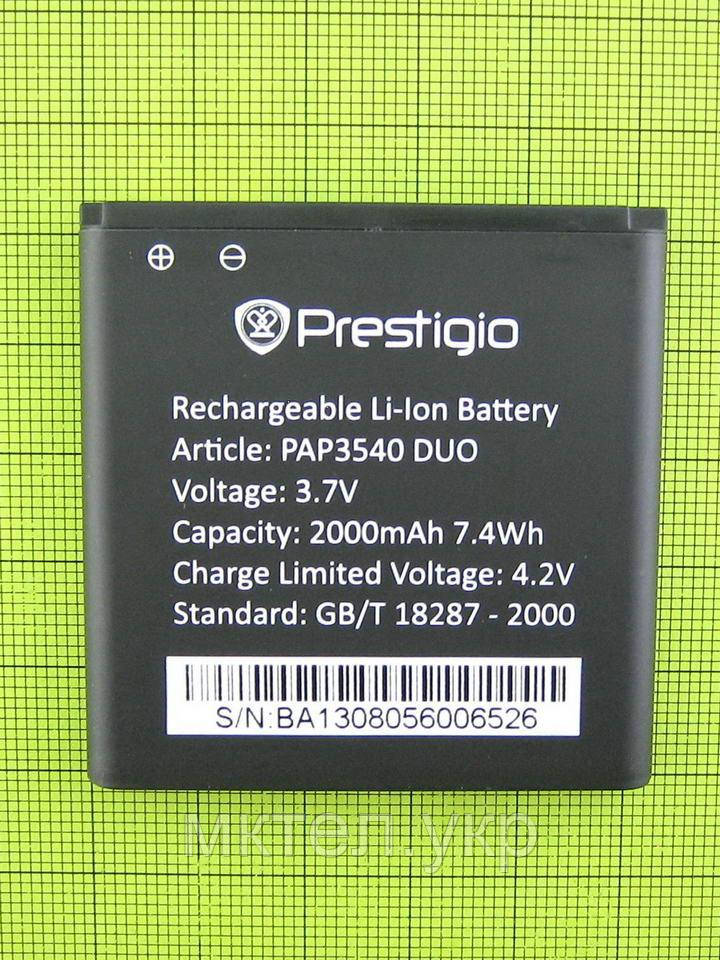 ⊕ ⊖
Prestigio
Rechargeable Li-Ion Battery
Article: PAP3540 DUO
Voltage: 3.7V
Capacity: 2000mAh 7.4Wh
Charge Limited Voltage: 4.2V
Standard: GB/T 18287 - 2000
S/N:BA1308056006526
мктел.укр